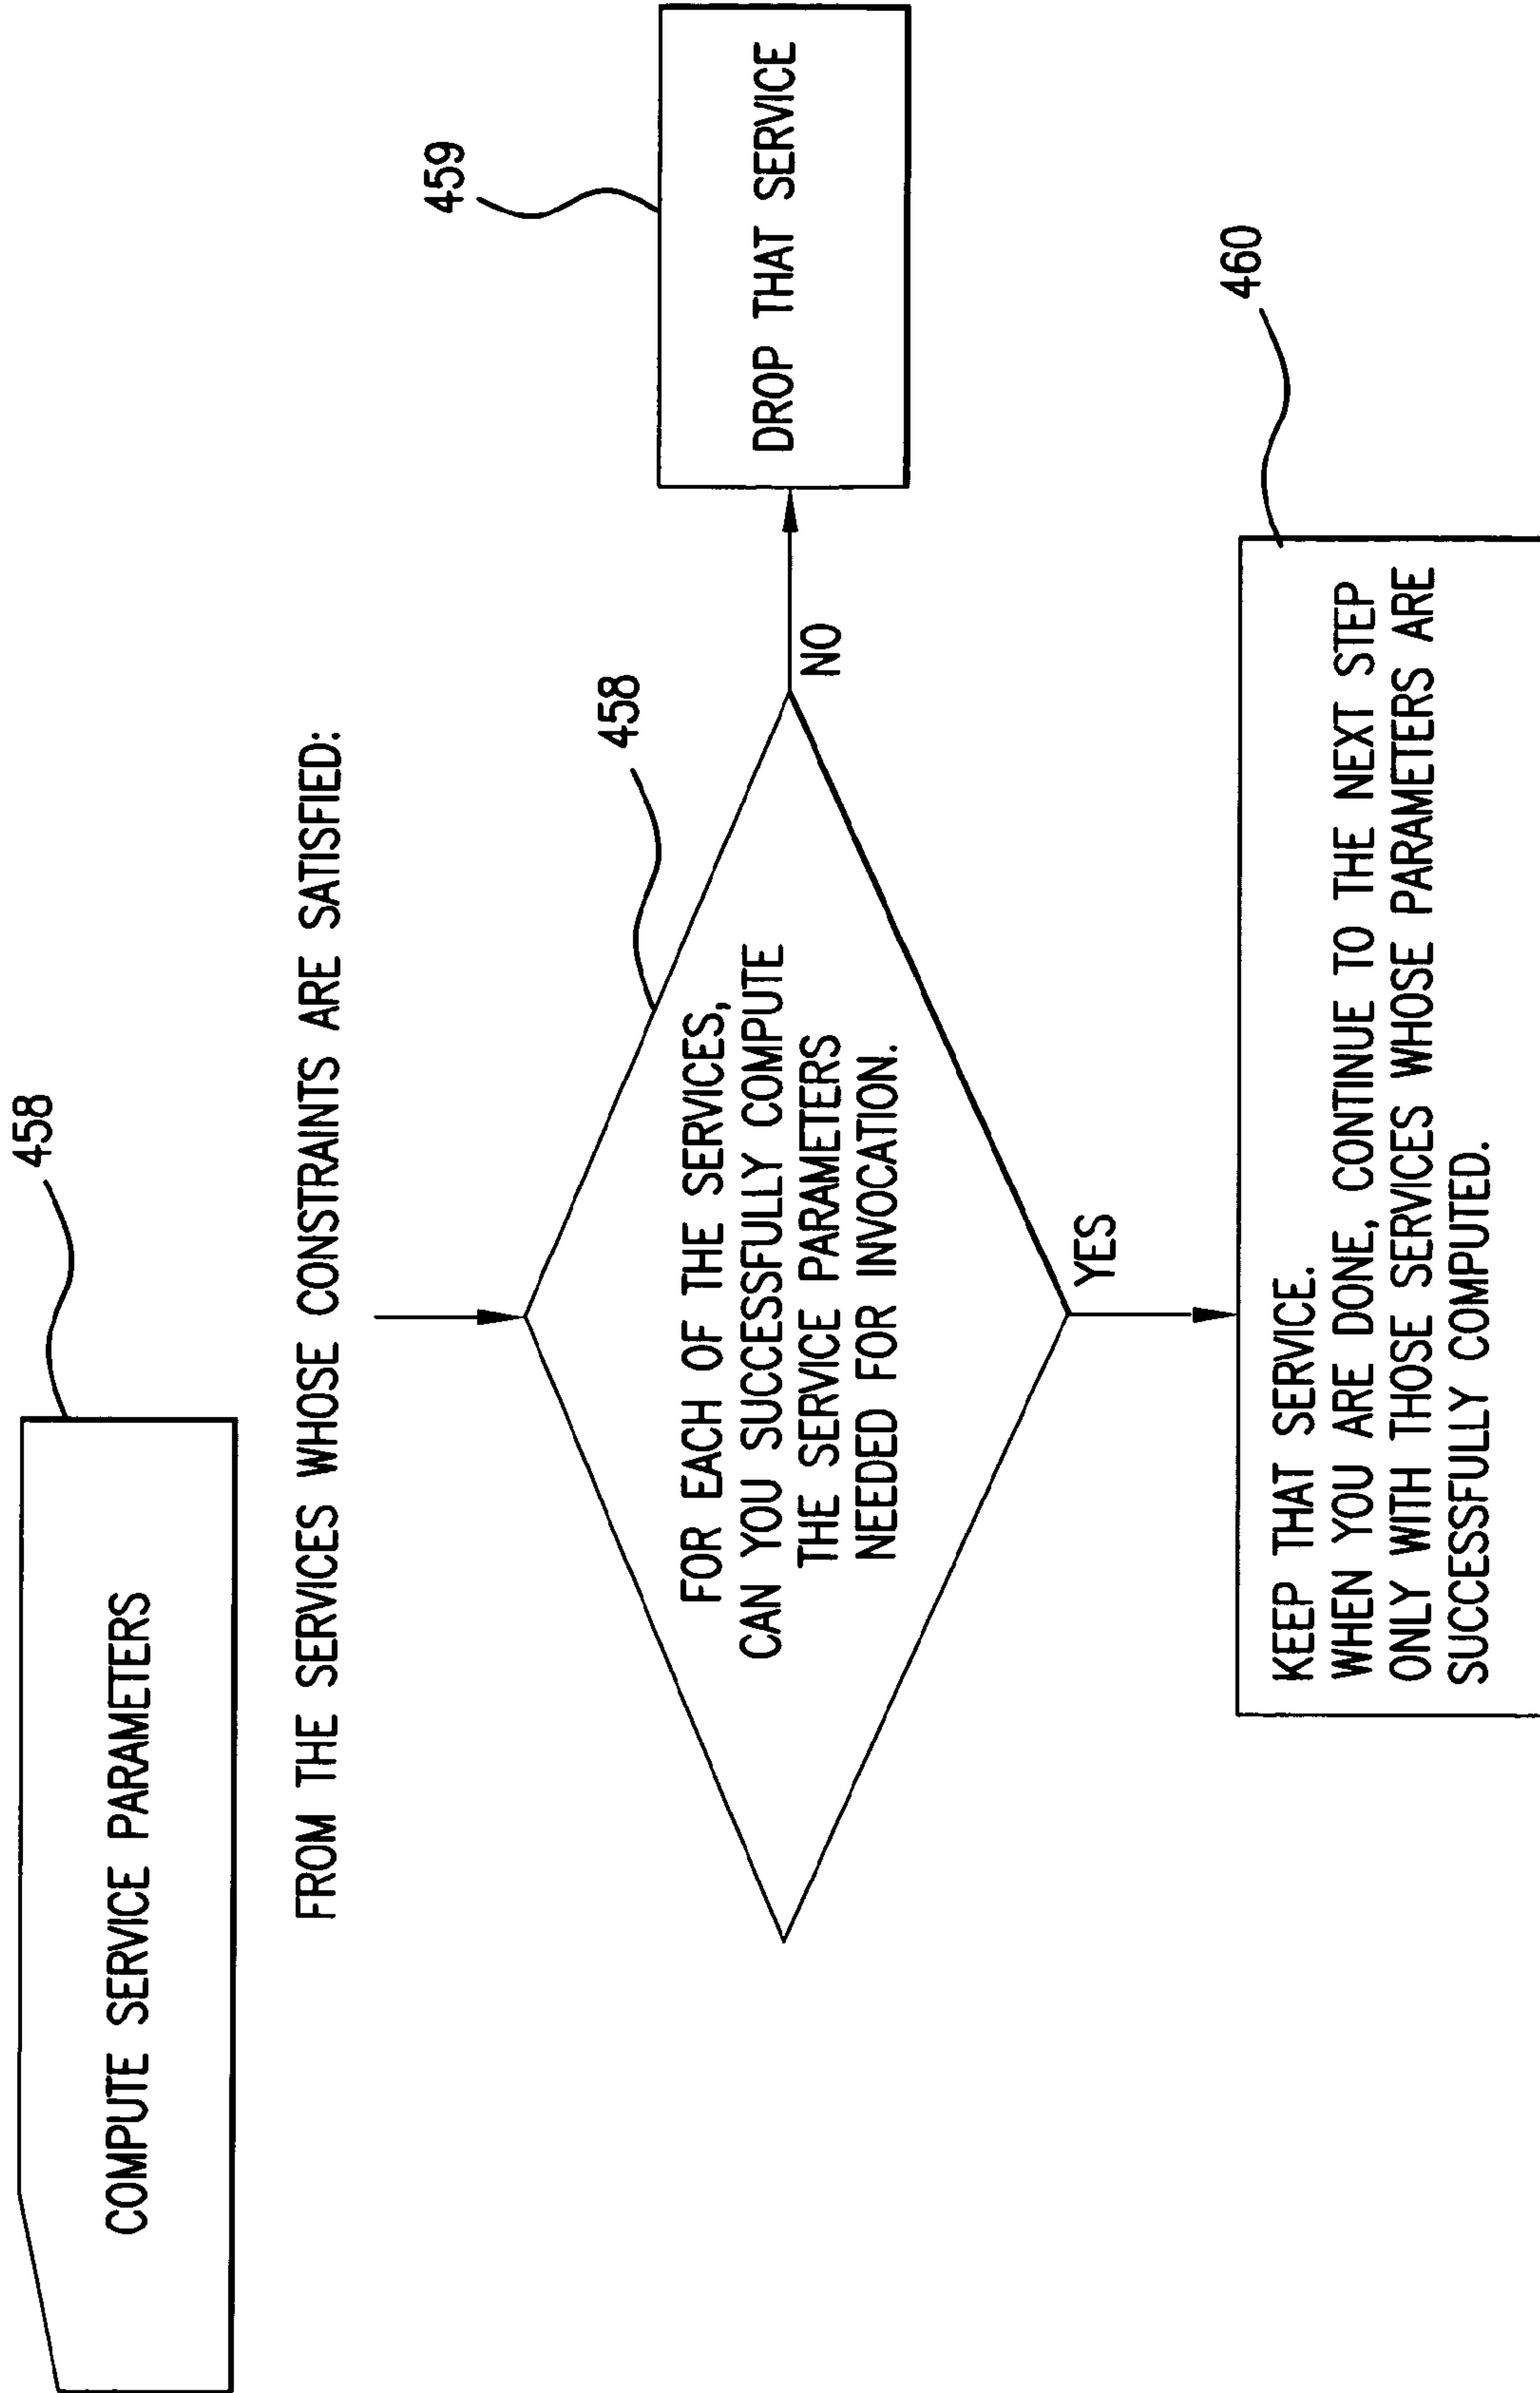 458
COMPUTE SERVICE PARAMETERS
FROM THE SERVICES WHOSE CONSTRAINTS ARE SATISFIED:
458
FOR EACH OF THE SERVICES,
CAN YOU SUCCESSFULLY COMPUTE
THE SERVICE PARAMETERS
NEEDED FOR INVOCATION.
NO
459
DROP THAT SERVICE
YES
460
KEEP THAT SERVICE.
WHEN YOU ARE DONE, CONTINUE TO THE NEXT STEP
ONLY WITH THOSE SERVICES WHOSE PARAMETERS ARE
SUCCESSFULLY COMPUTED.